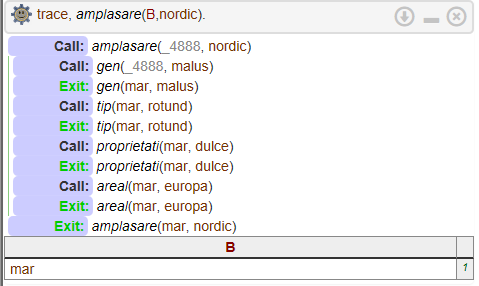 trace, amplasare(B,nordic).
Call: amplasare(_4888, nordic)
Call: gen(_4888, malus)
Exit: gen(mar, malus)
Call: tip(mar, rotund)
Exit: tip(mar, rotund)
Call: proprietati(mar, dulce)
Exit: proprietati(mar, dulce)
Call: areal(mar, europa)
Exit: areal(mar, europa)
Exit: amplasare(mar, nordic)
B
mar 1